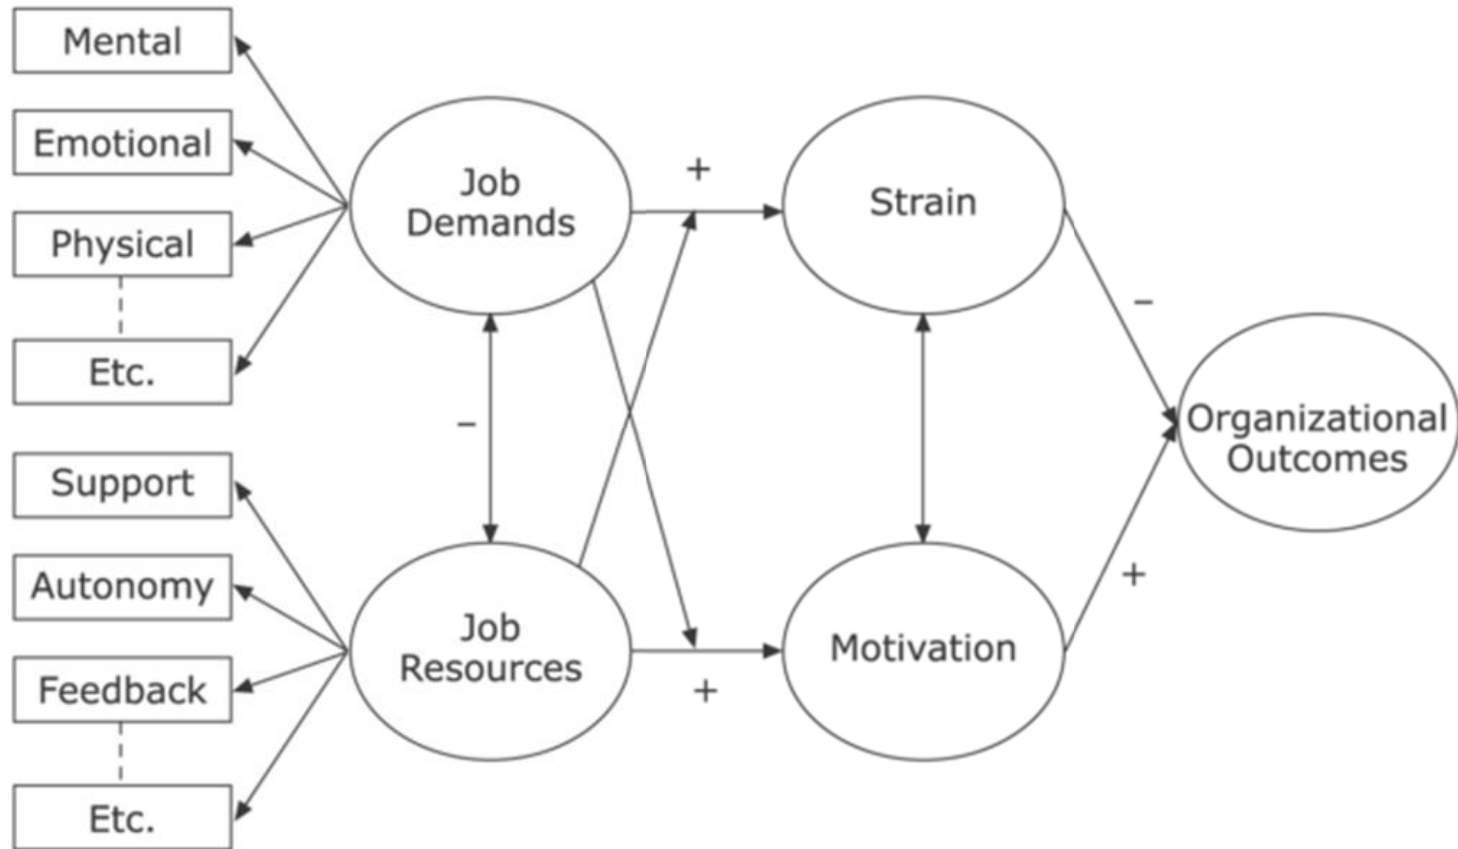 Mental
Emotional
Physical
Etc.
Support
Autonomy
Feedback
Etc.
Job
Demands
–
Job
Resources
+
+
Strain
Motivation
–
+
Organizational
Outcomes